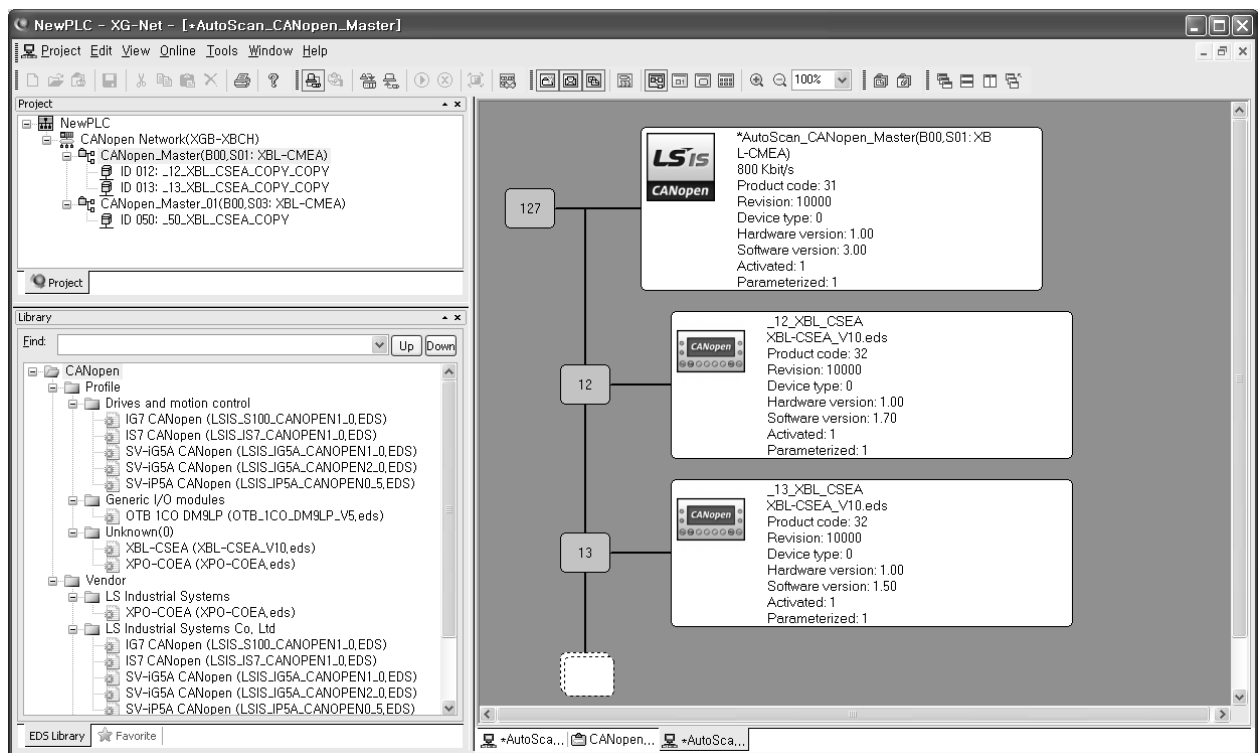 NewPLC - XG-Net - [*AutoScan_CANopen_Master]
Project Edit View Online Tools Window Help
100%
Project
NewPLC
CANopen Network(XGB-XBCH)
CANopen_Master(B00,S01: XBL-CMEA)
ID 012: _12_XBL_CSEA_COPY_COPY
ID 013: _13_XBL_CSEA_COPY_COPY
CANopen_Master_01(B00,S03: XBL-CMEA)
ID 050: _50_XBL_CSEA_COPY
Project
Library
Find:
Up Down
CANopen
Profile
Drives and motion control
IG7 CANopen (LSIS_S100_CANOPEN1_0,EDS)
IS7 CANopen (LSIS_IS7_CANOPEN1_0,EDS)
SV-iG5A CANopen (LSIS_IG5A_CANOPEN1_0,EDS)
SV-iG5A CANopen (LSIS_IG5A_CANOPEN2_0,EDS)
SV-iP5A CANopen (LSIS_IP5A_CANOPEN0_5,EDS)
Generic I/O modules
OTB 1CO DM9LP (OTB_1CO_DM9LP_V5,eds)
Unknown(0)
XBL-CSEA (XBL-CSEA_V10,eds)
XPO-COEA (XPO-COEA,eds)
Vendor
LS Industrial Systems
XPO-COEA (XPO-COEA,eds)
LS Industrial Systems Co, Ltd
IG7 CANopen (LSIS_S100_CANOPEN1_0,EDS)
IS7 CANopen (LSIS_IS7_CANOPEN1_0,EDS)
SV-iG5A CANopen (LSIS_IG5A_CANOPEN1_0,EDS)
SV-iG5A CANopen (LSIS_IG5A_CANOPEN2_0,EDS)
SV-iP5A CANopen (LSIS_IP5A_CANOPEN0_5,EDS)
EDS Library Favorite
127
LSIS
CANopen
*AutoScan_CANopen_Master(B00,S01: XB
L-CMEA)
800 Kbit/s
Product code: 31
Revision: 10000
Device type: 0
Hardware version: 1.00
Software version: 3.00
Activated: 1
Parameterized: 1
12
CANopen
_12_XBL_CSEA
XBL-CSEA_V10.eds
Product code: 32
Revision: 10000
Device type: 0
Hardware version: 1.00
Software version: 1.70
Activated: 1
Parameterized: 1
13
CANopen
_13_XBL_CSEA
XBL-CSEA_V10.eds
Product code: 32
Revision: 10000
Device type: 0
Hardware version: 1.00
Software version: 1.50
Activated: 1
Parameterized: 1
*AutoSca... CANopen... *AutoSca...